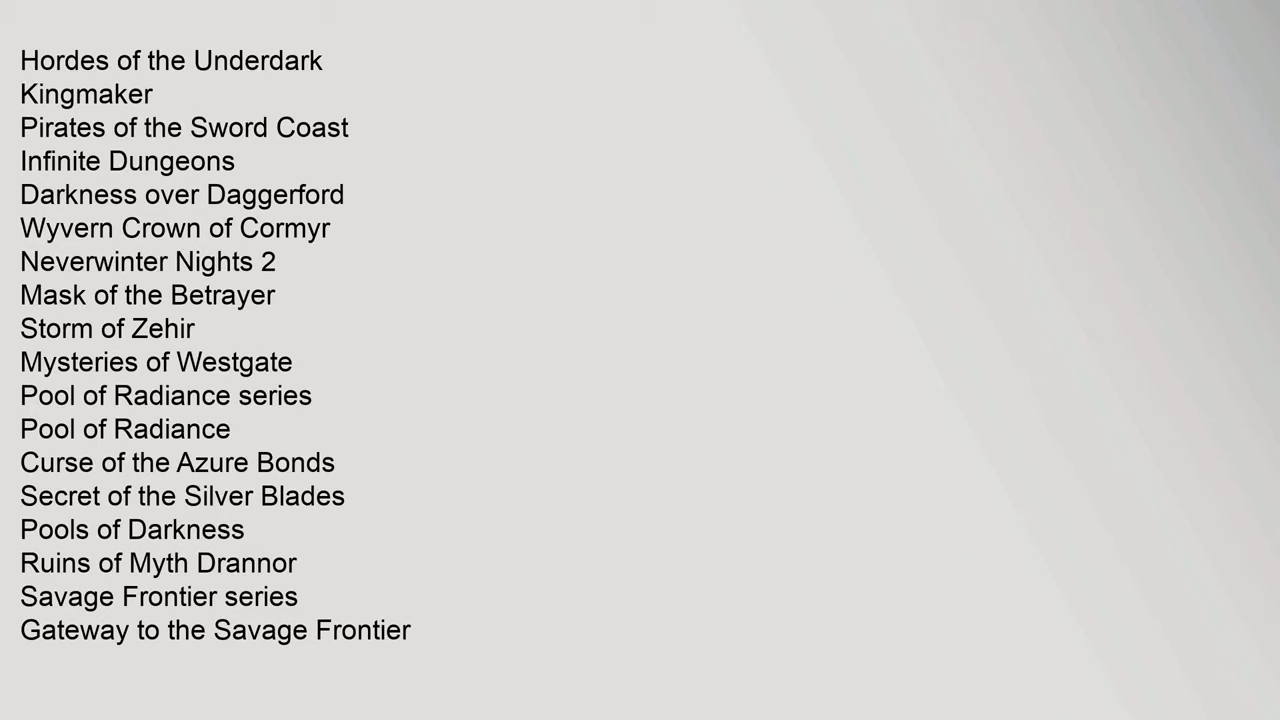 Hordes of the Underdark
Kingmaker
Pirates of the Sword Coast
Infinite Dungeons
Darkness over Daggerford
Wyvern Crown of Cormyr
Neverwinter Nights 2
Mask of the Betrayer
Storm of Zehir
Mysteries of Westgate
Pool of Radiance series
Pool of Radiance
Curse of the Azure Bonds
Secret of the Silver Blades
Pools of Darkness
Ruins of Myth Drannor
Savage Frontier series
Gateway to the Savage Frontier